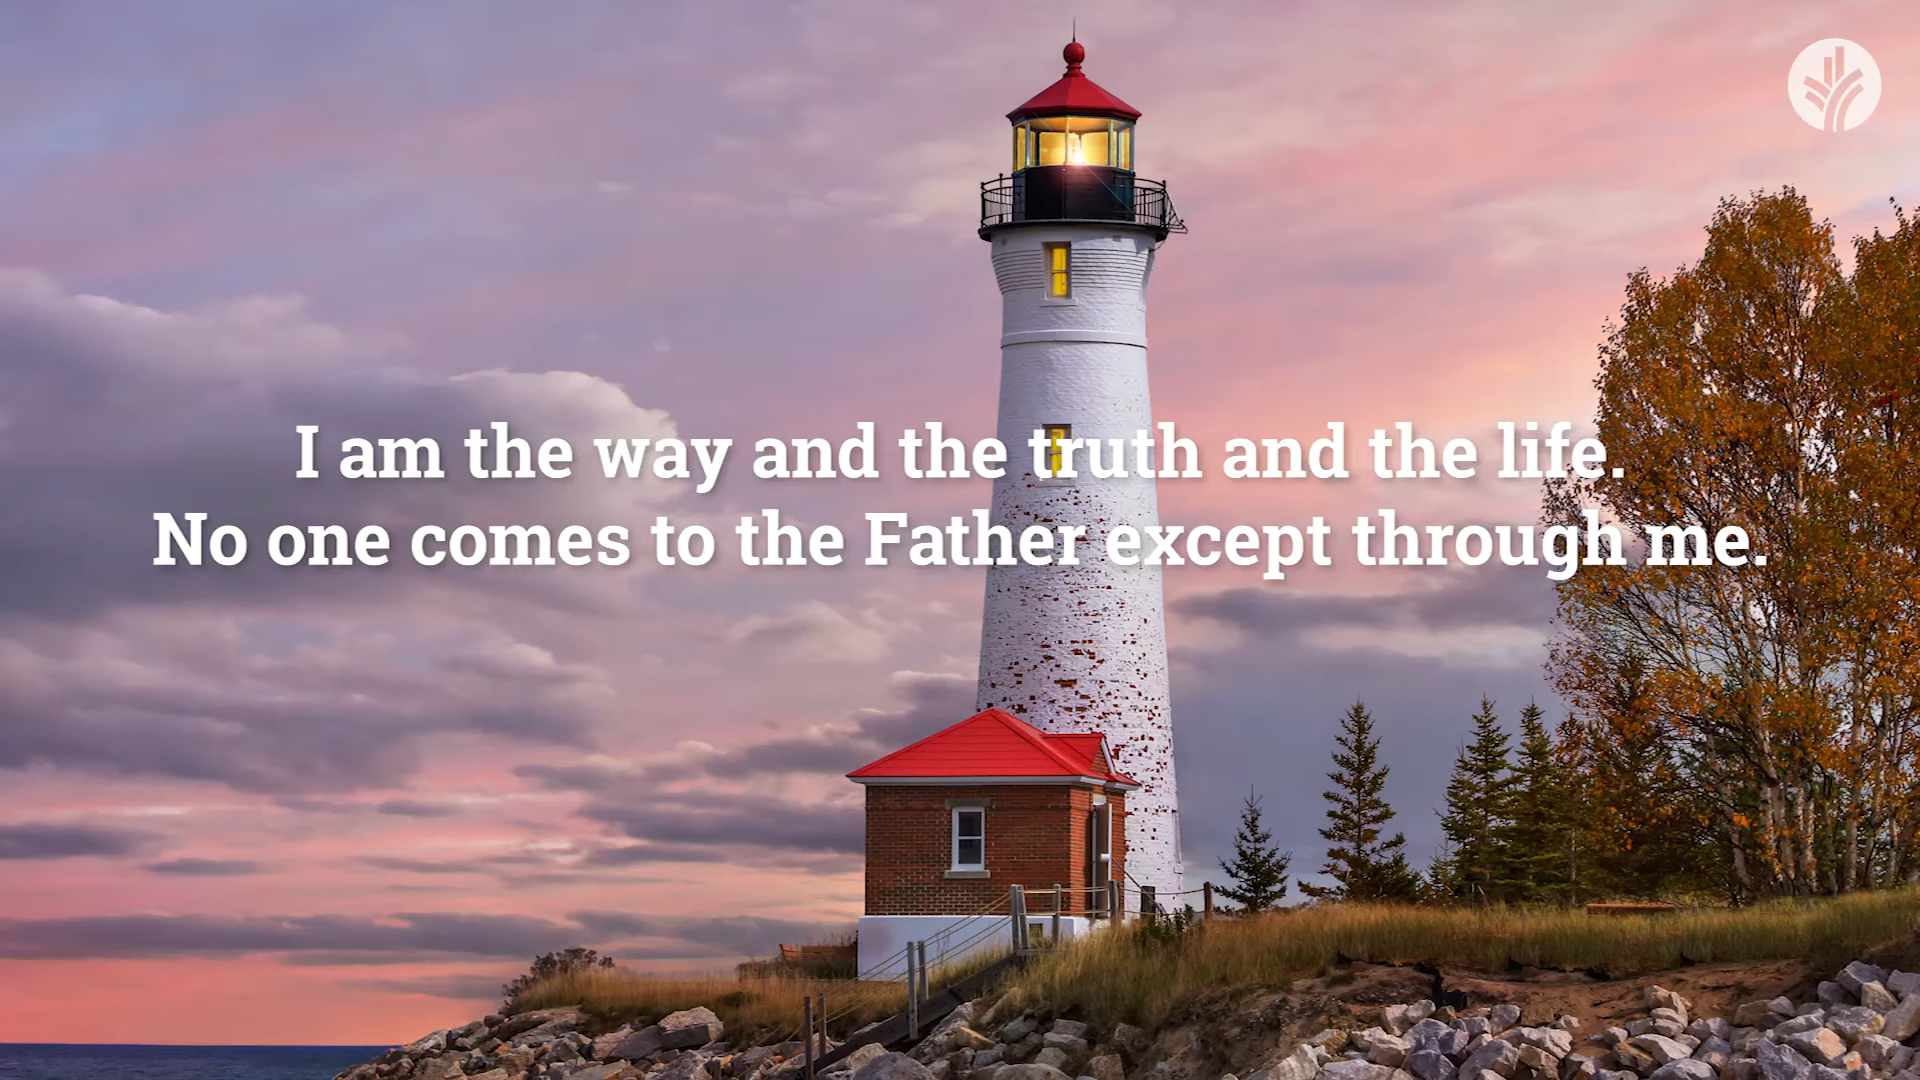 I am the way and the truth and the life.
No one comes to the Father except through me.